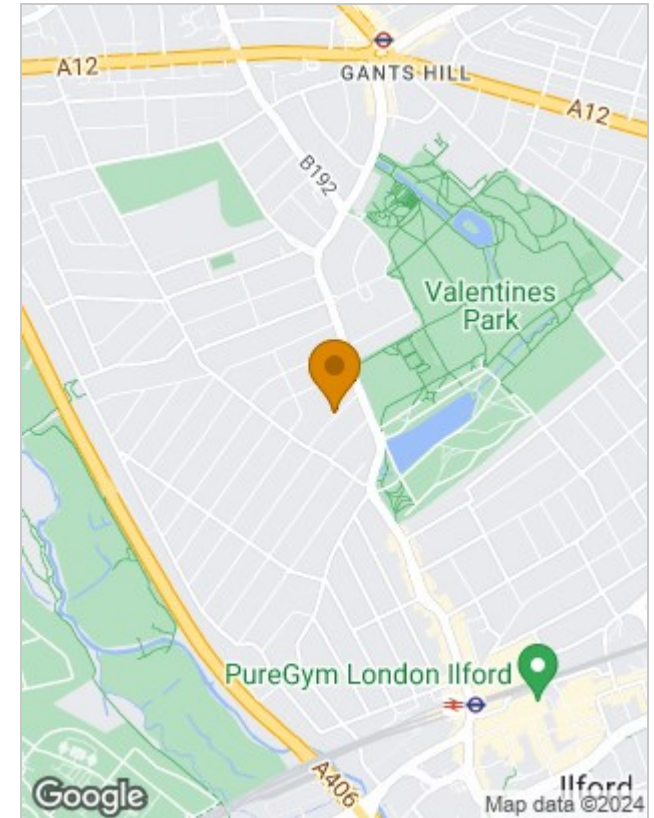 A12
GANTS HILL
A12
B192
Valentines
Park
PureGym London Ilford
A406
Ilford
Google
Map data ©2024